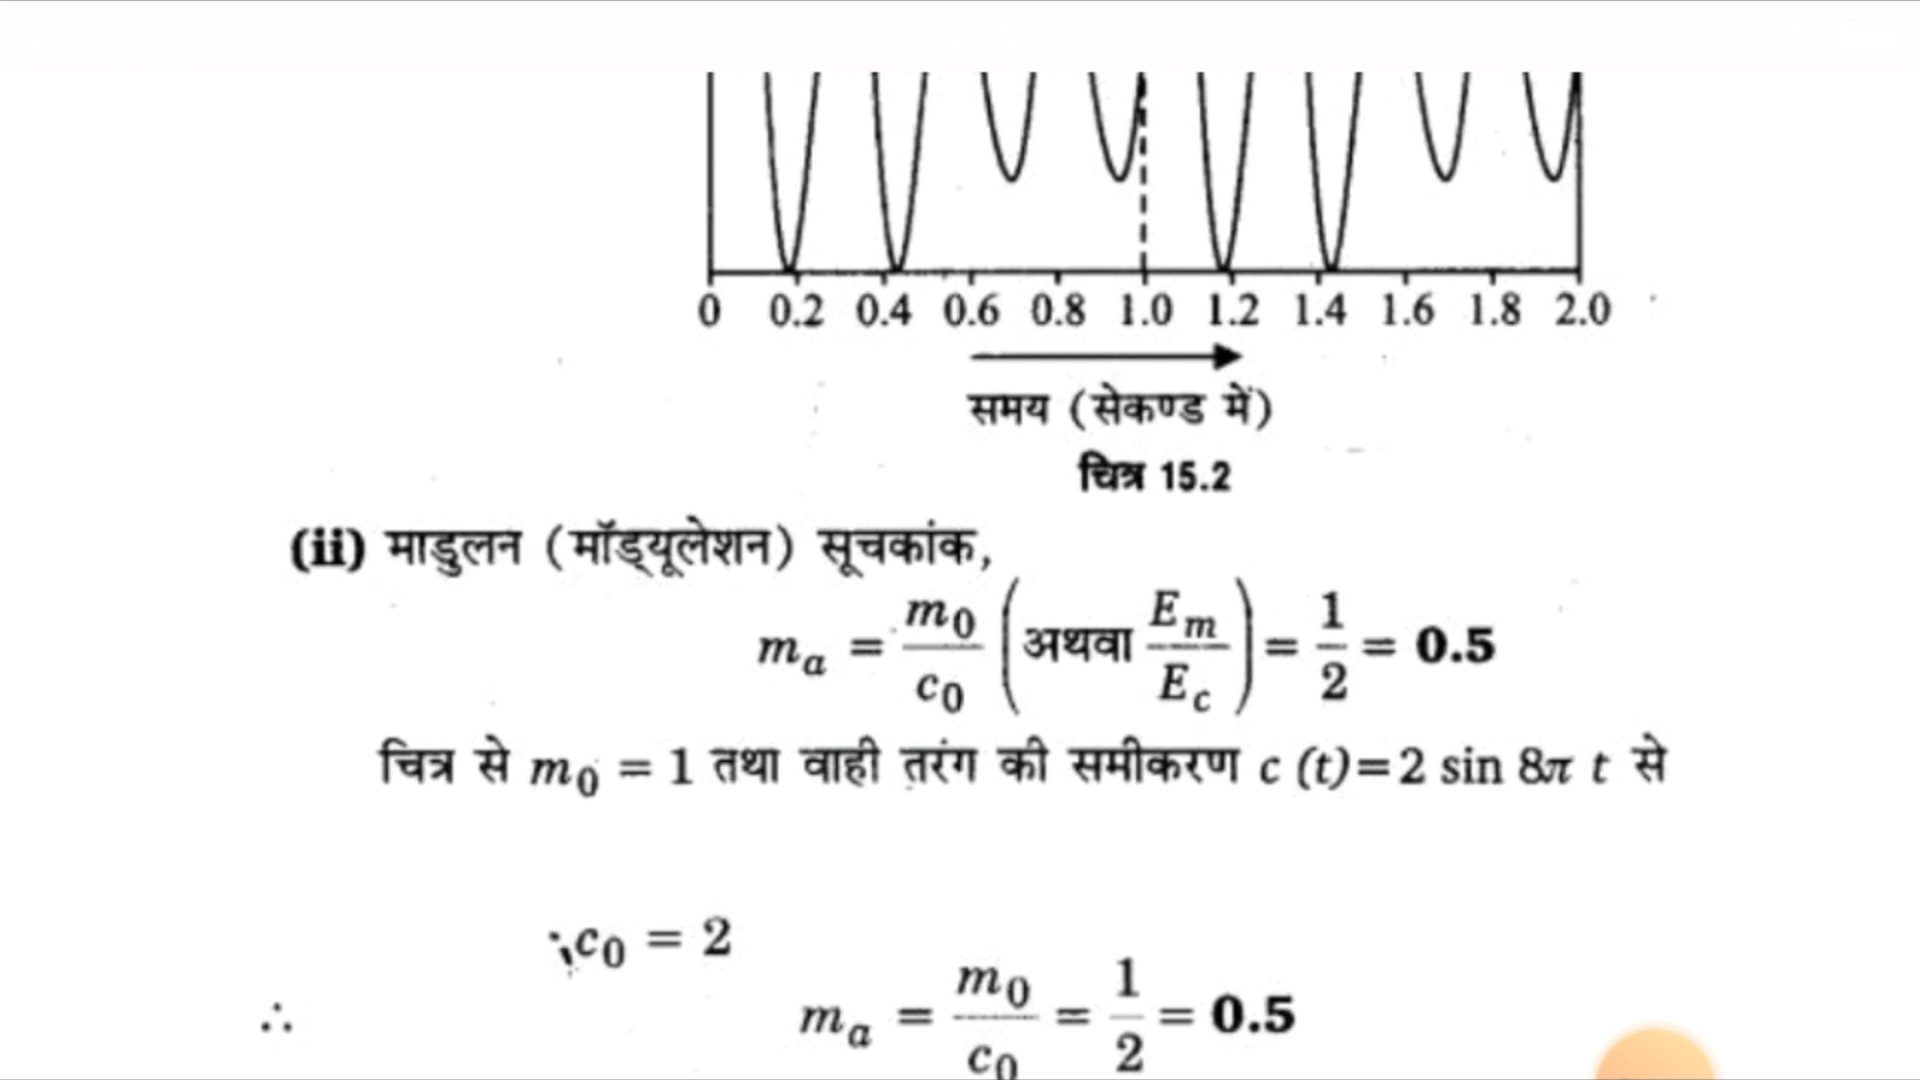 0 0.2 0.4 0.6 0.8 1.0 1.2 1.4 1.6 1.8 2.0
समय (सेकण्ड में)
चित्र 15.2
(ii) माडुलन (मॉड्यूलेशन) सूचकांक,
m_a = m_0/c_0 (अथवा E_m/E_c) = 1/2 = 0.5
चित्र से m_0 = 1 तथा वाही तरंग की समीकरण c (t)=2 sin 8π t से
c_0 = 2
∴ m_a = m_0/c_0 = 1/2 = 0.5